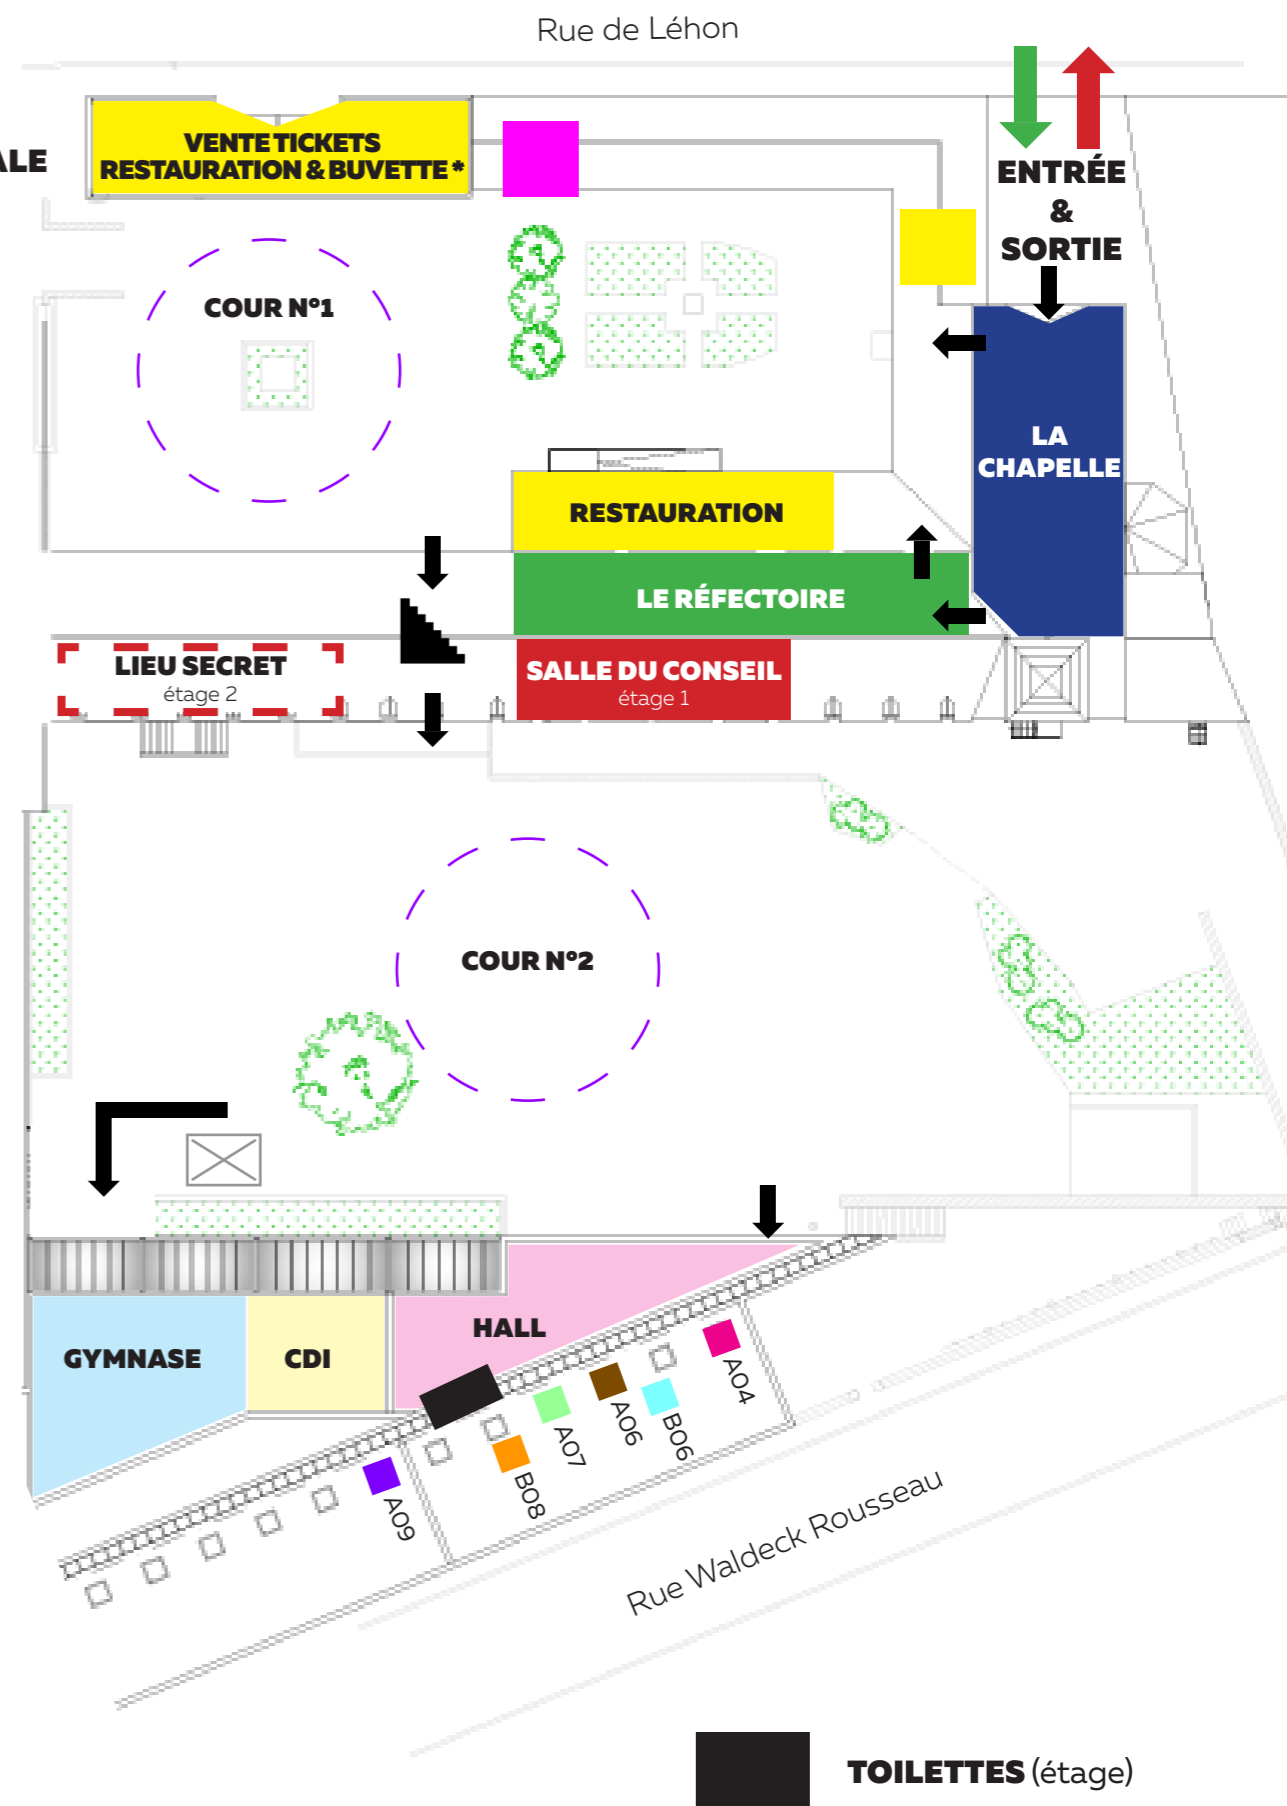 Rue de Léhon
ALE
VENTE TICKETS
RESTAURATION & BUVETTE *
ENTRÉE
&
SORTIE
COUR N°1
LA
CHAPELLE
RESTAURATION
LE RÉFECTOIRE
LIEU SECRET
étage 2
SALLE DU CONSEIL
étage 1
COUR N°2
HALL
GYMNASE
CDI
A04
A06
B06
A07
B08
A09
Rue Waldeck Rousseau
TOILETTES (étage)